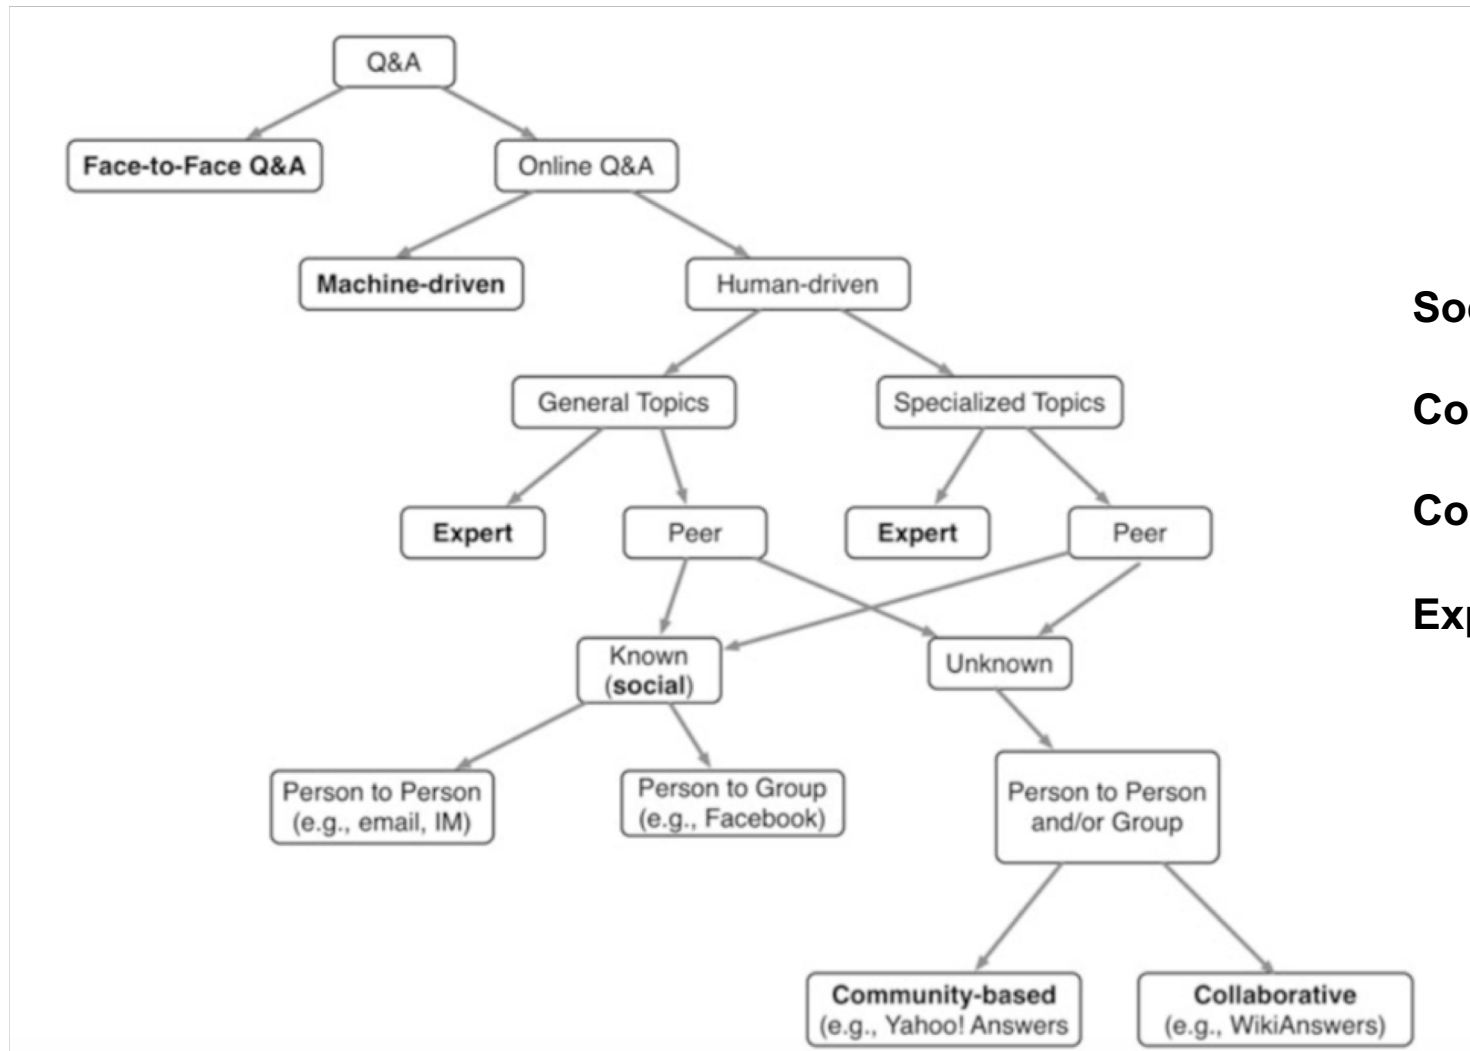 Q&A
Face-to-Face Q&A
Online Q&A
Machine-driven
Human-driven
General Topics
Specialized Topics
Expert
Peer
Expert
Peer
Known
(social)
Unknown
Person to Person
(e.g., email, IM)
Person to Group
(e.g., Facebook)
Person to Person
and/or Group
Community-based
(e.g., Yahoo! Answers
Collaborative
(e.g., WikiAnswers)